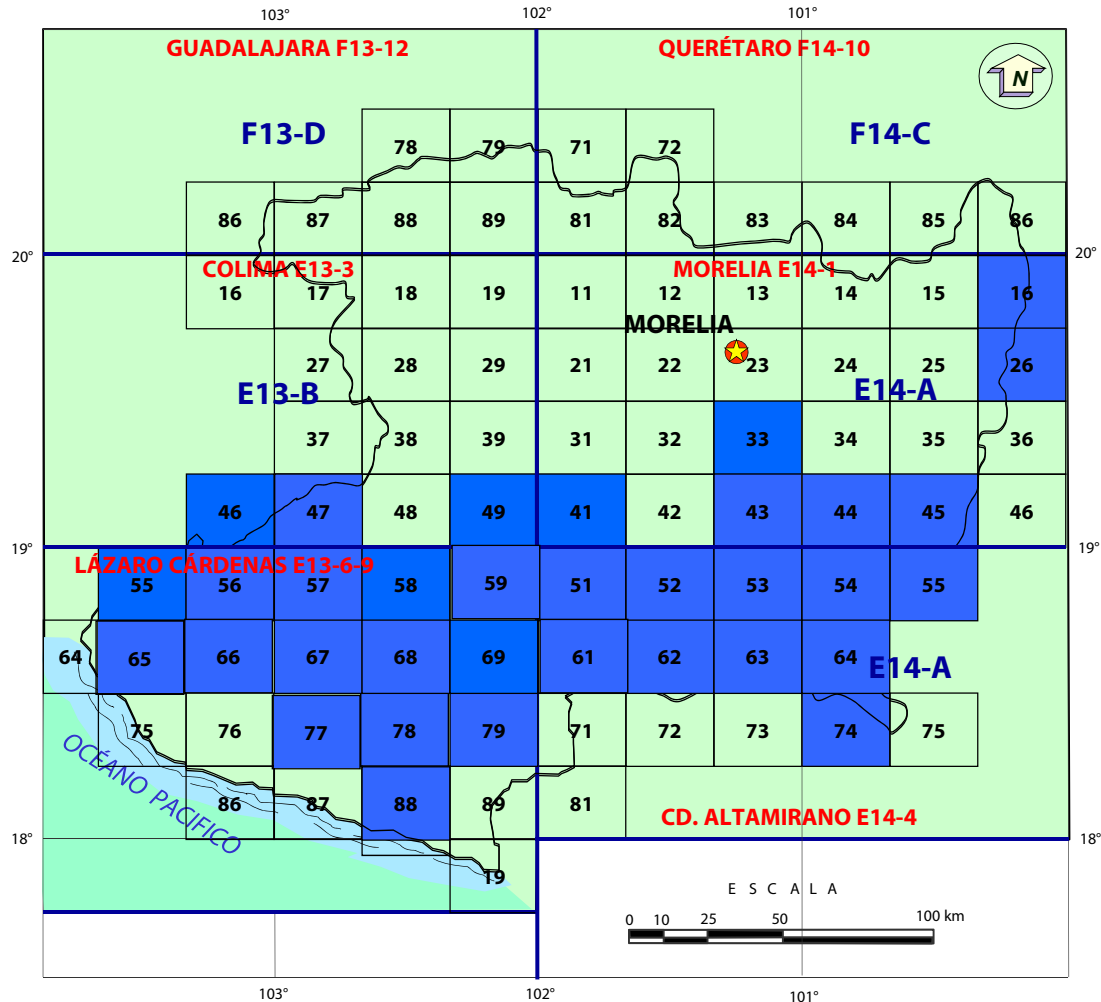 103° 102° 101°
GUADALAJARA F13-12 QUERÉTARO F14-10
N
F13-D F14-C
78 79 71 72
86 87 88 89 81 82 83 84 85 86
20° 20°
COLIMA E13-3 MORELIA E14-1
16 17 18 19 11 12 13 14 15 16
MORELIA
27 28 29 21 22 23 24 25 26
E13-B E14-A
37 38 39 31 32 33 34 35 36
46 47 48 49 41 42 43 44 45 46
19° 19°
LÁZARO CÁRDENAS E13-6-9
55 56 57 58 59 51 52 53 54 55
64 65 66 67 68 69 61 62 63 64
E14-A
75 76 77 78 79 71 72 73 74 75
OCÉANO PACIFICO
86 87 88 89 81
CD. ALTAMIRANO E14-4
18° 18°
19
E S C A L A
0 10 25 50 100 km
103° 102° 101°